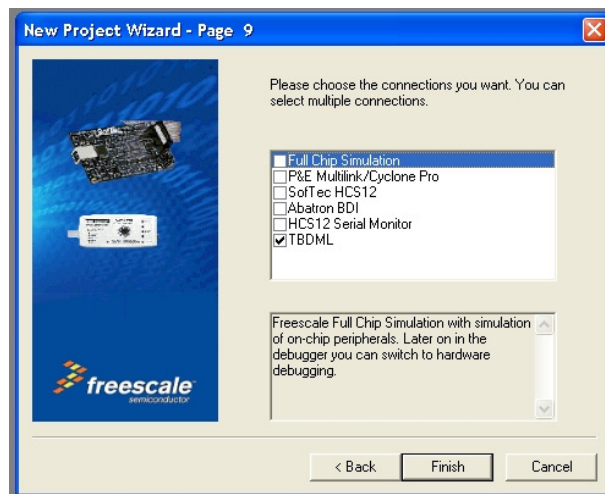 New Project Wizard - Page 9
Please choose the connections you want. You can
select multiple connections.
Full Chip Simulation
P&E Multilink/Cyclone Pro
SofTec HCS12
Abatron BDI
HCS12 Serial Monitor
TBDML
Freescale Full Chip Simulation with simulation
of on-chip peripherals. Later on in the
debugger you can switch to hardware
debugging.
SofTec
freescale
semiconductor
< Back
Finish
Cancel